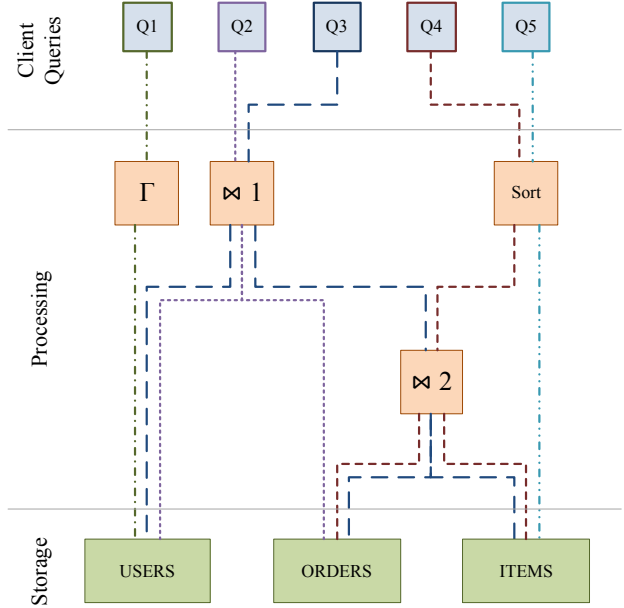 Client
Queries
Q1 Q2 Q3 Q4 Q5
Processing
Γ ⋈ 1 Sort
⋈ 2
Storage
USERS ORDERS ITEMS